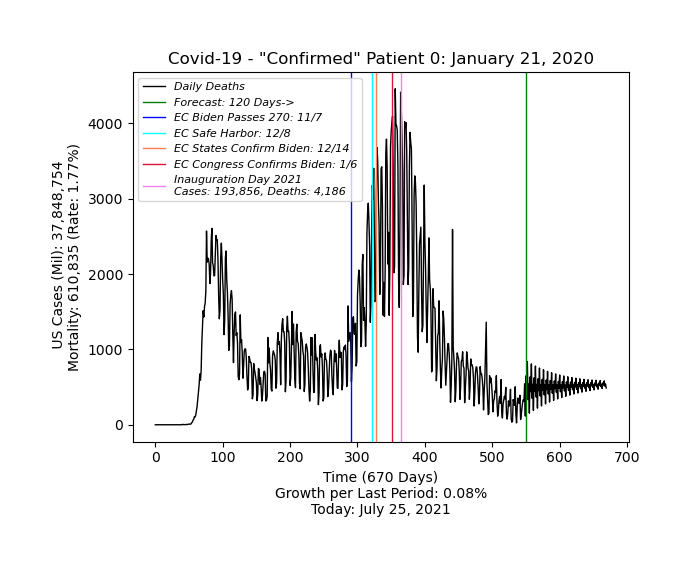 Covid-19 - "Confirmed" Patient 0: January 21, 2020
Daily Deaths
Forecast: 120 Days->
EC Biden Passes 270: 11/7
EC Safe Harbor: 12/8
EC States Confirm Biden: 12/14
EC Congress Confirms Biden: 1/6
Inauguration Day 2021
Cases: 193,856, Deaths: 4,186
US Cases (Mil): 37,848,754
Mortality: 610,835 (Rate: 1.77%)
4000
3000
2000
1000
0
0 100 200 300 400 500 600 700
Time (670 Days)
Growth per Last Period: 0.08%
Today: July 25, 2021